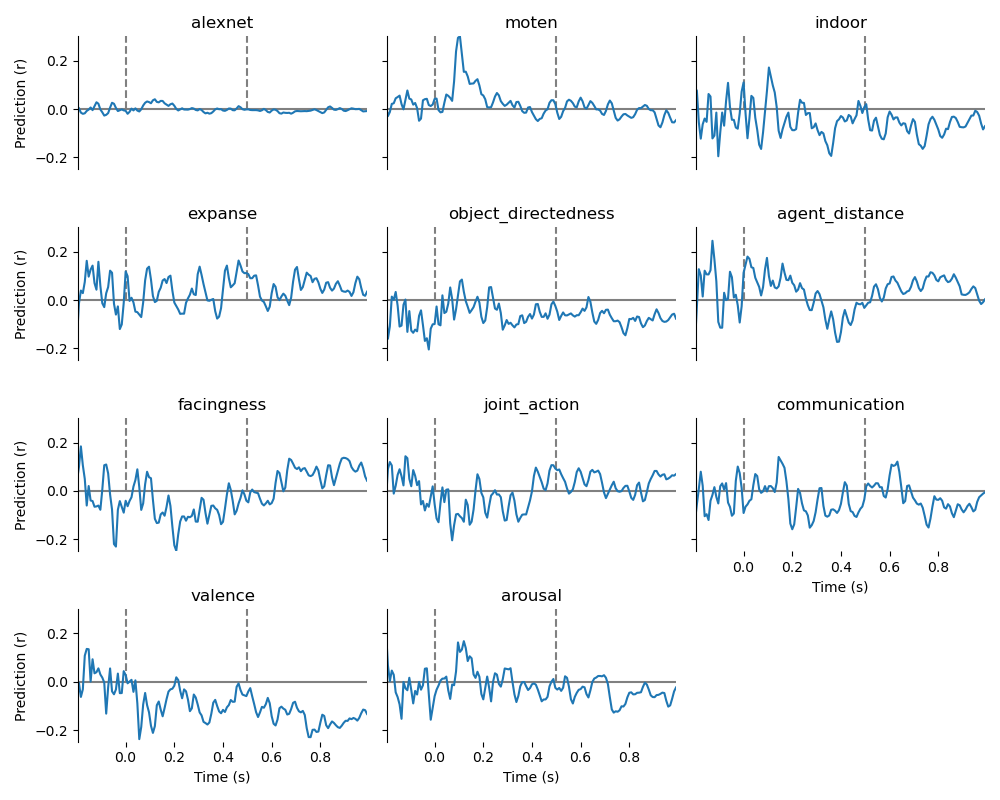 alexnet
moten
indoor
Prediction (r)
0.2
0.0
−0.2
expanse
object_directedness
agent_distance
Prediction (r)
0.2
0.0
−0.2
facingness
joint_action
communication
Prediction (r)
0.2
0.0
−0.2
0.0 0.2 0.4 0.6 0.8
Time (s)
valence
arousal
Prediction (r)
0.2
0.0
−0.2
0.0 0.2 0.4 0.6 0.8
0.0 0.2 0.4 0.6 0.8
Time (s)
Time (s)